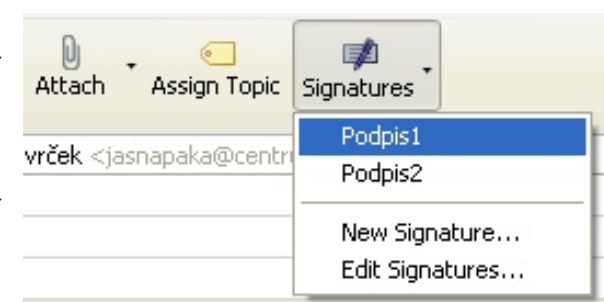 Attach Assign Topic Signatures
Podpis1
vrček <jasnapaka@centr
Podpis2
New Signature...
Edit Signatures...